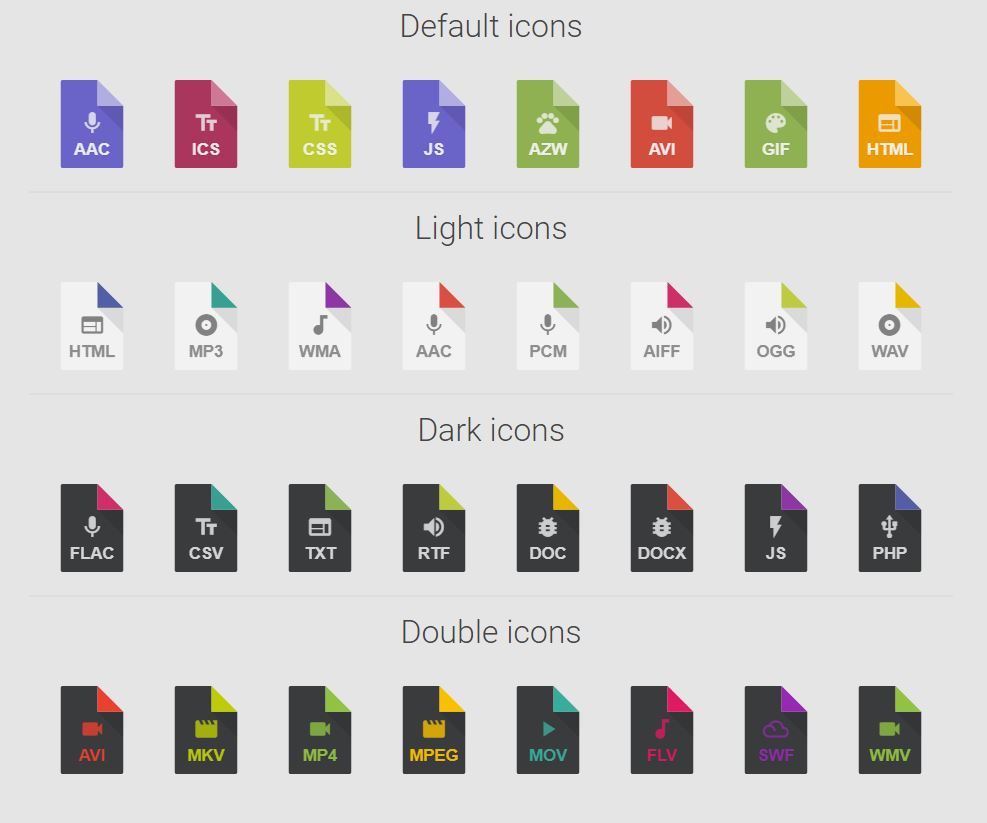 Default icons
AAC ICS CSS JS AZW AVI GIF HTML
Light icons
HTML MP3 WMA AAC PCM AIFF OGG WAV
Dark icons
FLAC CSV TXT RTF DOC DOCX JS PHP
Double icons
AVI MKV MP4 MPEG MOV FLV SWF WMV